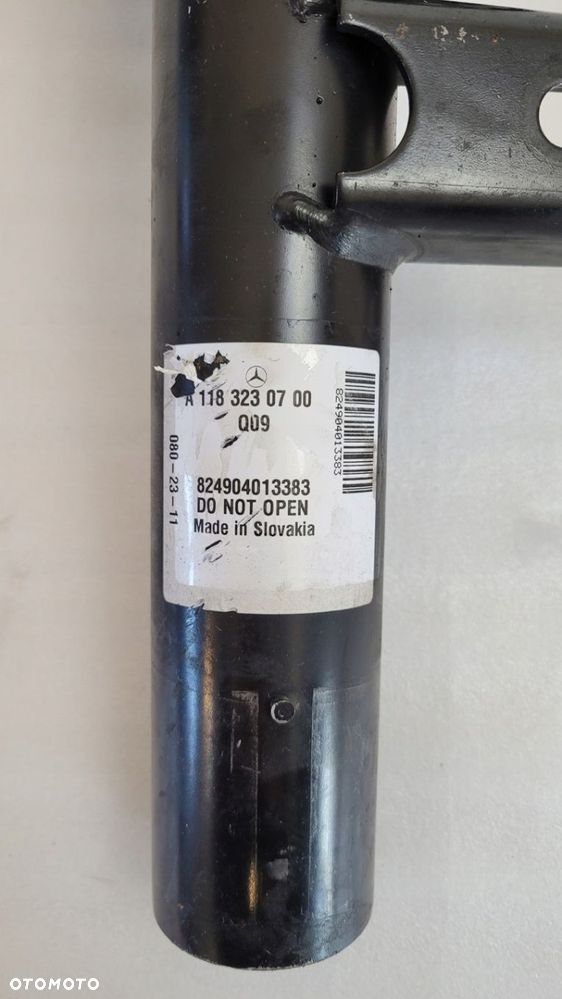 A 118 323 07 00
Q09
824904013383
DO NOT OPEN
Made in Slovakia
080-23-11
824904013383
OTOMOTO